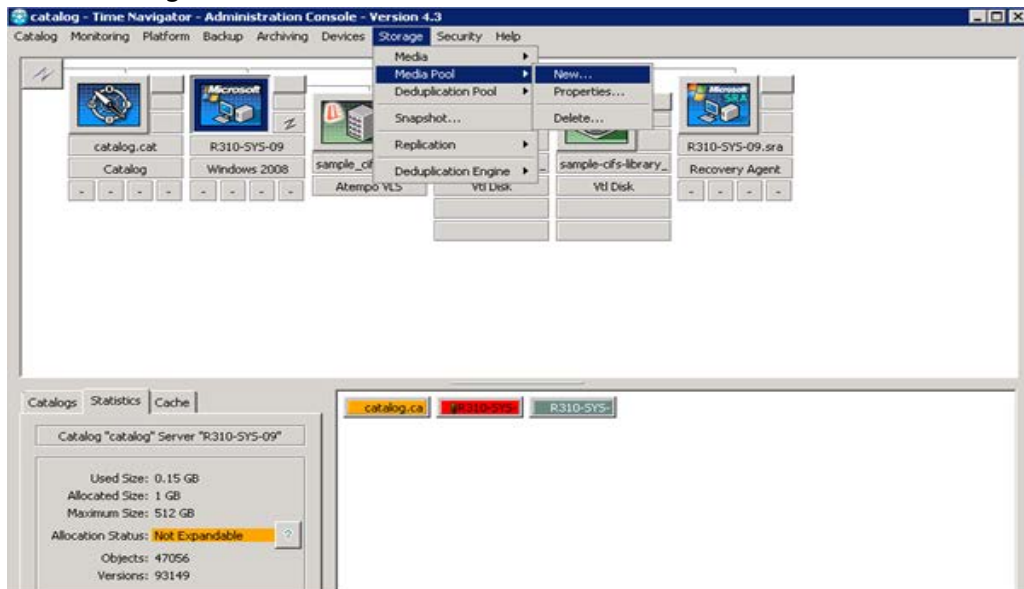 catalog - Time Navigator - Administration Console - Version 4.3
Catalog Monitoring Platform Backup Archiving Devices Storage Security Help
Media
Media Pool
New...
Deduplication Pool
Properties...
Snapshot...
Delete...
Replication
Deduplication Engine
Microsoft
Microsoft
SRA
catalog.cat
R310-SYS-09
sample_cif
sample-cifs-library_
R310-SYS-09.sra
Catalog
Windows 2008
Atempo VLS
Vtl Disk
Vtl Disk
Recovery Agent
- - - -
- - - -
- - - -
Catalogs Statistics Cache
catalog.ca
R310-SYS-
R310-SYS-
Catalog "catalog" Server "R310-SYS-09"
Used Size: 0.15 GB
Allocated Size: 1 GB
Maximum Size: 512 GB
Allocation Status: Not Expandable ?
Objects: 47056
Versions: 93149